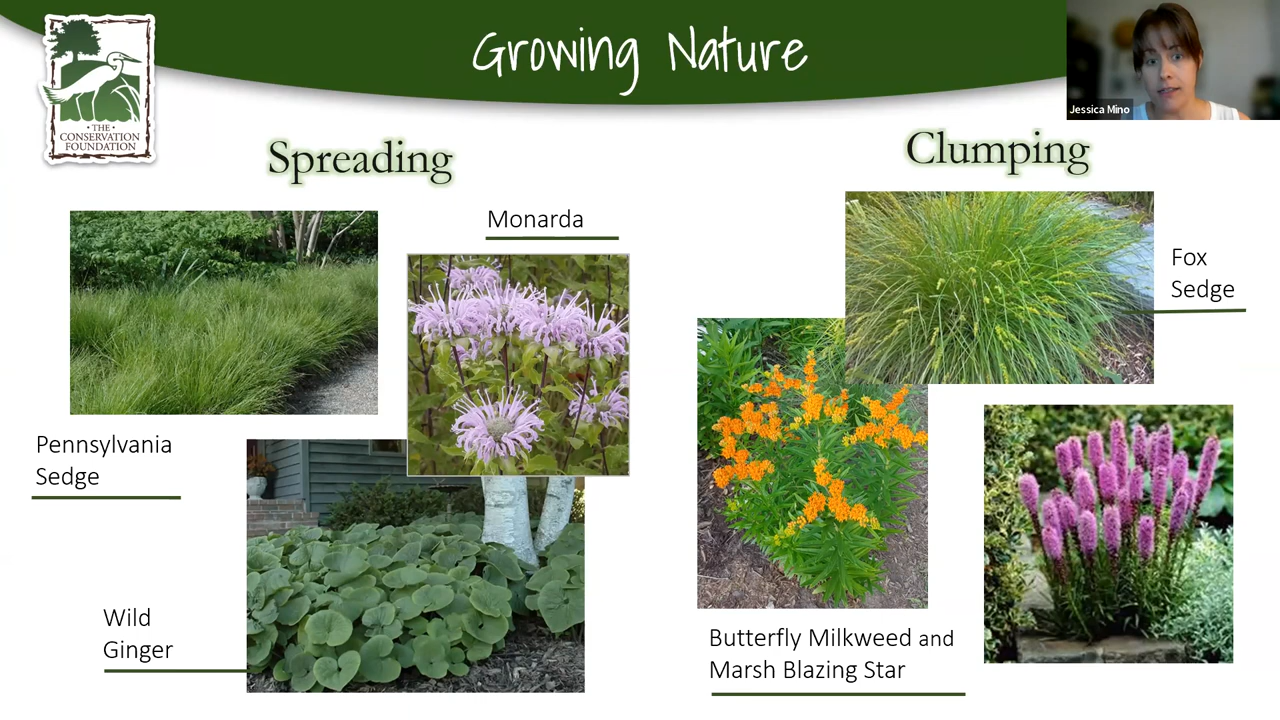 Growing Nature
Jessica Mino
• THE •
CONSERVATION
FOUNDATION
Spreading
Clumping
Monarda
Fox
Sedge
Pennsylvania
Sedge
Wild
Ginger
Butterfly Milkweed and
Marsh Blazing Star